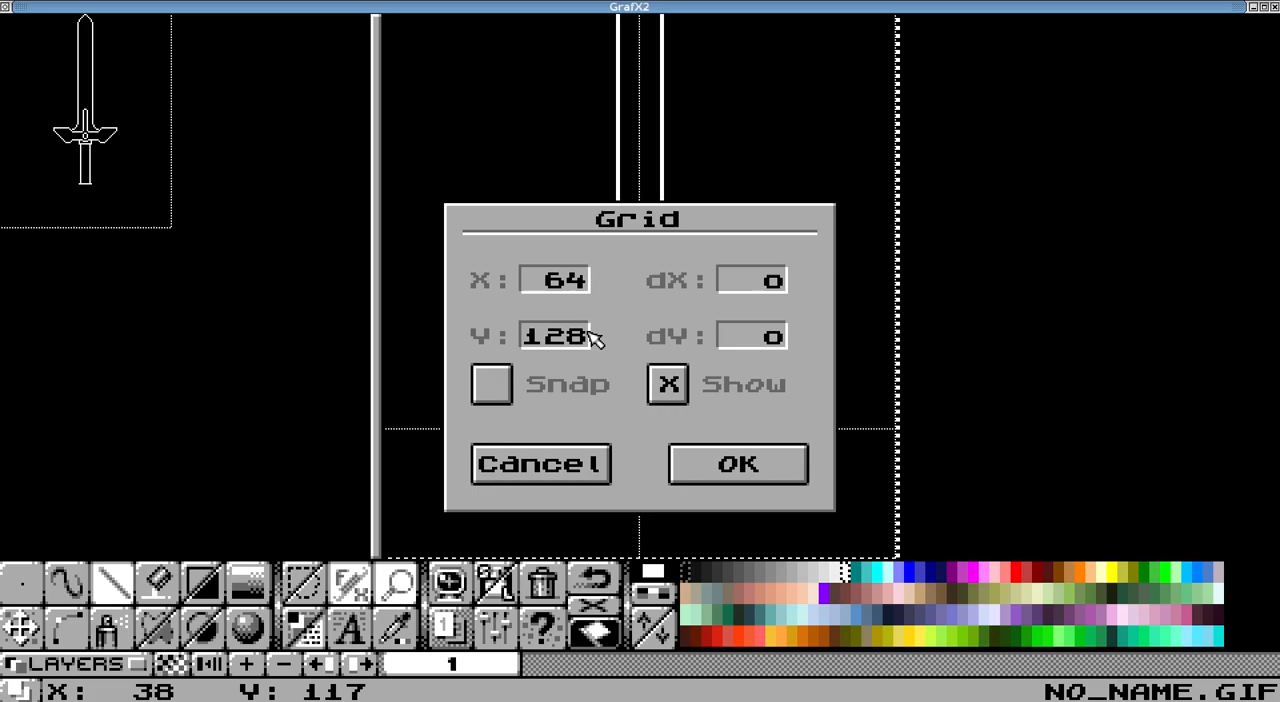 GrafX2
Grid
X: 64 dX: 0
Y: 128 dY: 0
Snap X Show
Cancel OK
LAYERS 1
X: 38 Y: 117 NO_NAME.GIF